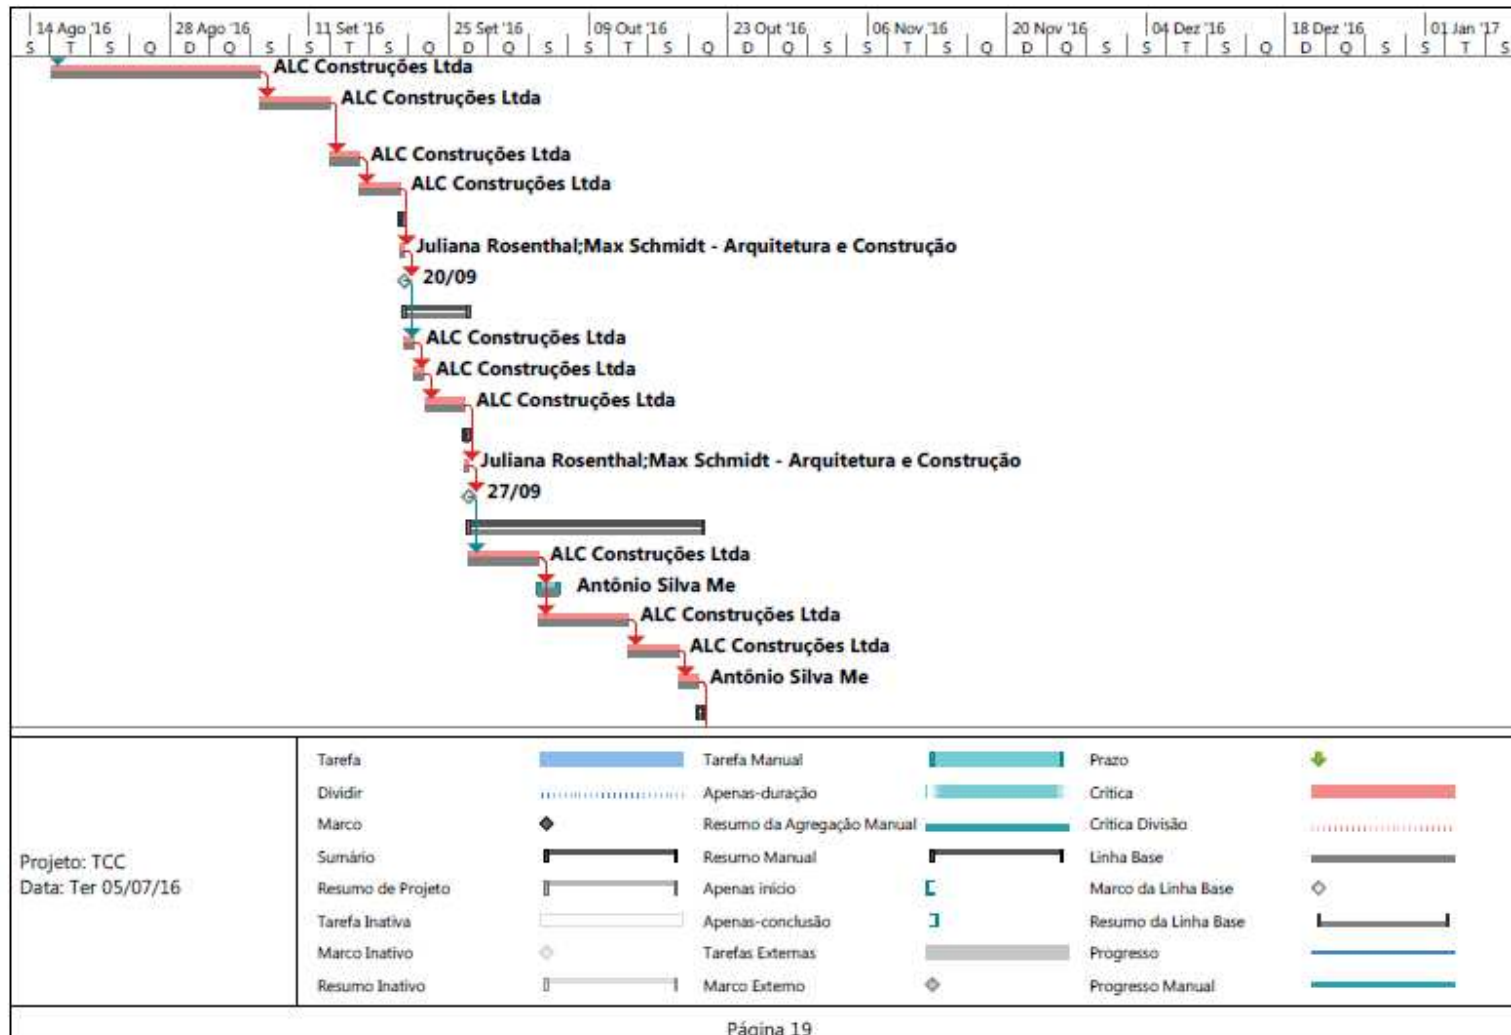 14 Ago '16 28 Ago '16 11 Set '16 25 Set '16 09 Out '16 23 Out '16 06 Nov '16 20 Nov '16 04 Dez '16 18 Dez '16 01 Jan '17
S T S Q D Q S S T S Q D Q S S T S Q D Q S S T S Q D Q S S T S Q D Q S S T S
ALC Construções Ltda
ALC Construções Ltda
ALC Construções Ltda
ALC Construções Ltda
Juliana Rosenthal;Max Schmidt - Arquitetura e Construção
20/09
ALC Construções Ltda
ALC Construções Ltda
ALC Construções Ltda
Juliana Rosenthal;Max Schmidt - Arquitetura e Construção
27/09
ALC Construções Ltda
Antônio Silva Me
ALC Construções Ltda
ALC Construções Ltda
Antônio Silva Me
Projeto: TCC
Data: Ter 05/07/16
Tarefa Tarefa Manual Prazo
Dividir Apenas-duração Crítica
Marco Resumo da Agregação Manual Crítica Divisão
Sumário Resumo Manual Linha Base
Resumo de Projeto Apenas início Marco da Linha Base
Tarefa Inativa Apenas-conclusão Resumo da Linha Base
Marco Inativo Tarefas Externas Progresso
Resumo Inativo Marco Externo Progresso Manual
Página 19